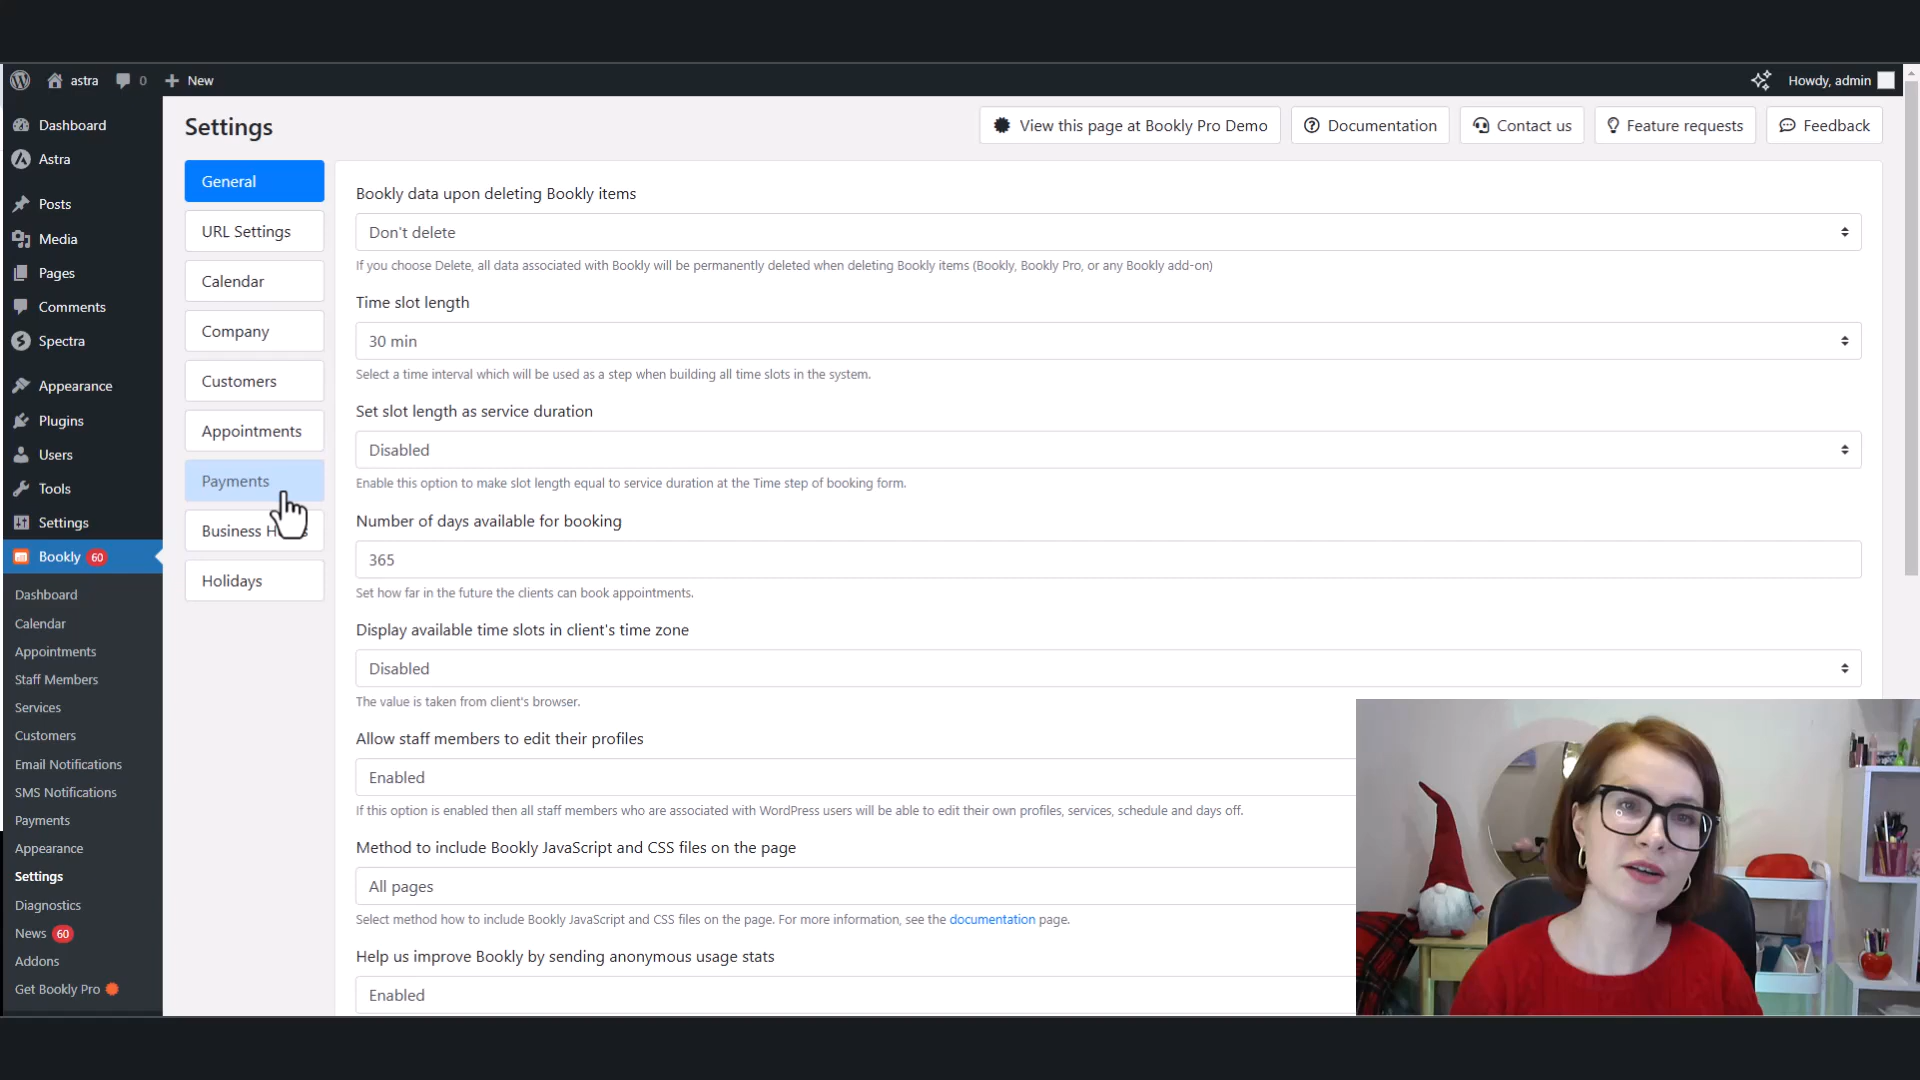 astra
0
New
Howdy, admin
Dashboard
Astra
Posts
Media
Pages
Comments
Spectra
Appearance
Plugins
Users
Tools
Settings
Bookly 60
Dashboard
Calendar
Appointments
Staff Members
Services
Customers
Email Notifications
SMS Notifications
Payments
Appearance
Settings
Diagnostics
News 60
Addons
Get Bookly Pro
Settings
View this page at Bookly Pro Demo
Documentation
Contact us
Feature requests
Feedback
General
URL Settings
Calendar
Company
Customers
Appointments
Payments
Business
Holidays
Bookly data upon deleting Bookly items
Don't delete
If you choose Delete, all data associated with Bookly will be permanently deleted when deleting Bookly items (Bookly, Bookly Pro, or any Bookly add-on)
Time slot length
30 min
Select a time interval which will be used as a step when building all time slots in the system.
Set slot length as service duration
Disabled
Enable this option to make slot length equal to service duration at the Time step of booking form.
Number of days available for booking
365
Set how far in the future the clients can book appointments.
Display available time slots in client's time zone
Disabled
The value is taken from client's browser.
Allow staff members to edit their profiles
Enabled
If this option is enabled then all staff members who are associated with WordPress users will be able to edit their own profiles, services, schedule and days off.
Method to include Bookly JavaScript and CSS files on the page
All pages
Select method how to include Bookly JavaScript and CSS files on the page. For more information, see the documentation page.
Help us improve Bookly by sending anonymous usage stats
Enabled